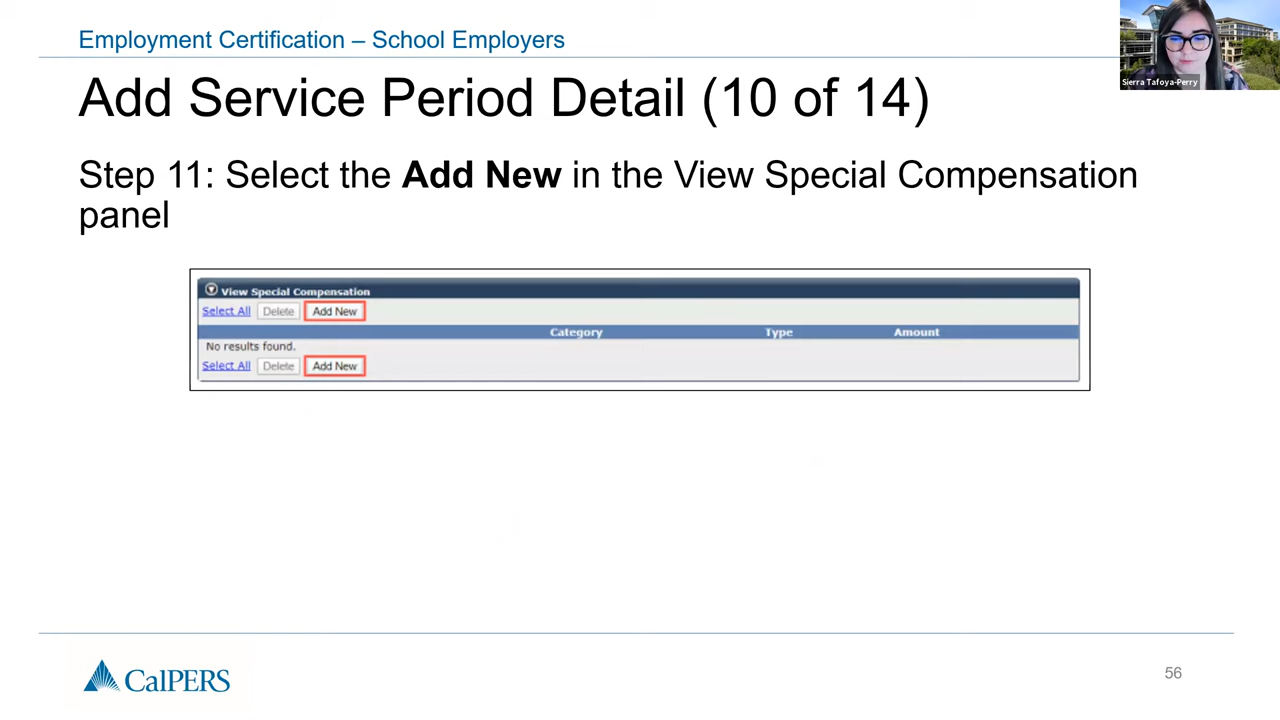 Employment Certification – School Employers
Sierra Tafoya-Perry
Add Service Period Detail (10 of 14)
Step 11: Select the Add New in the View Special Compensation
panel
View Special Compensation
Select All Delete Add New
Category Type Amount
No results found.
Select All Delete Add New
CalPERS
56